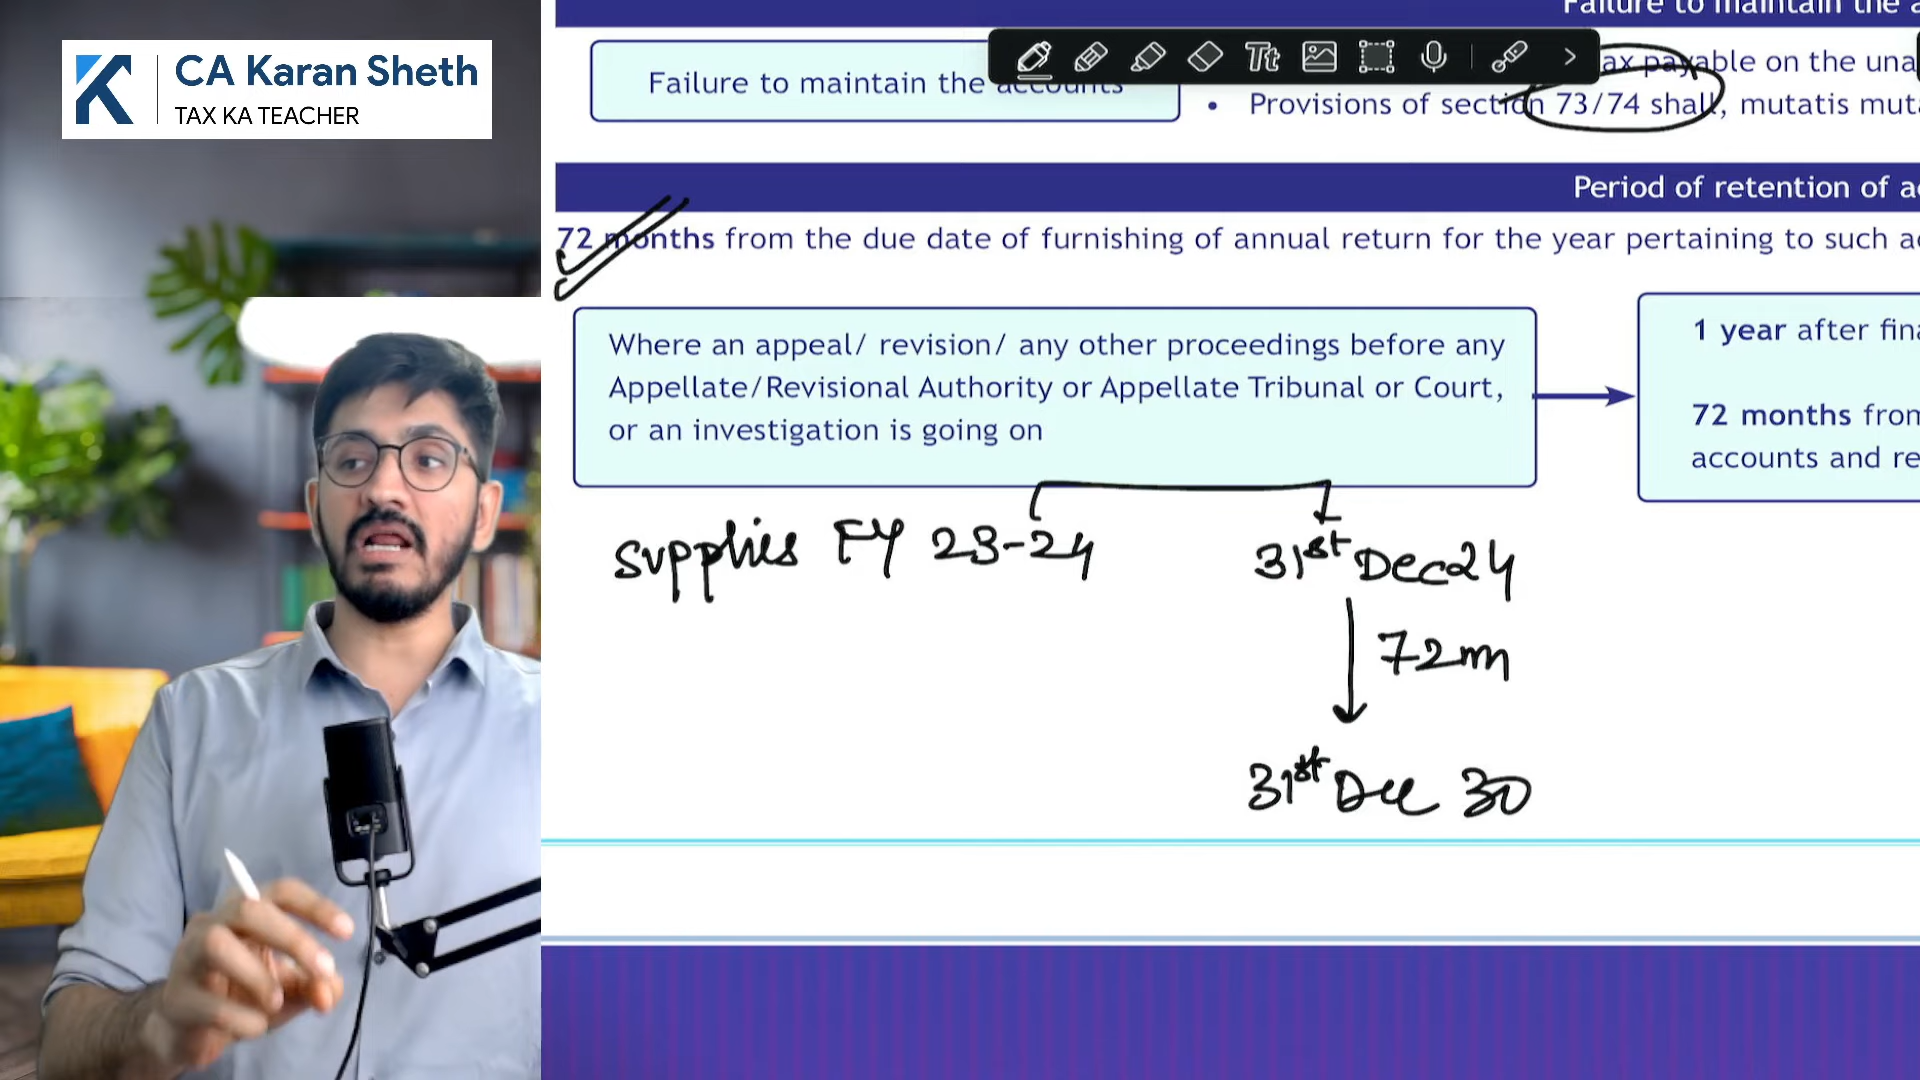 CA Karan Sheth
TAX KA TEACHER
Failure to maintain the a
Failure to maintain the accounts
Tt
ax payable on the una
• Provisions of section 73/74 shall, mutatis mut
Period of retention of a
72 months from the due date of furnishing of annual return for the year pertaining to such a
Where an appeal/ revision/ any other proceedings before any
Appellate/Revisional Authority or Appellate Tribunal or Court,
or an investigation is going on
1 year after fin
72 months from
accounts and re
supplies FY 23-24
31st Dec 24
72m
31st Dec 30